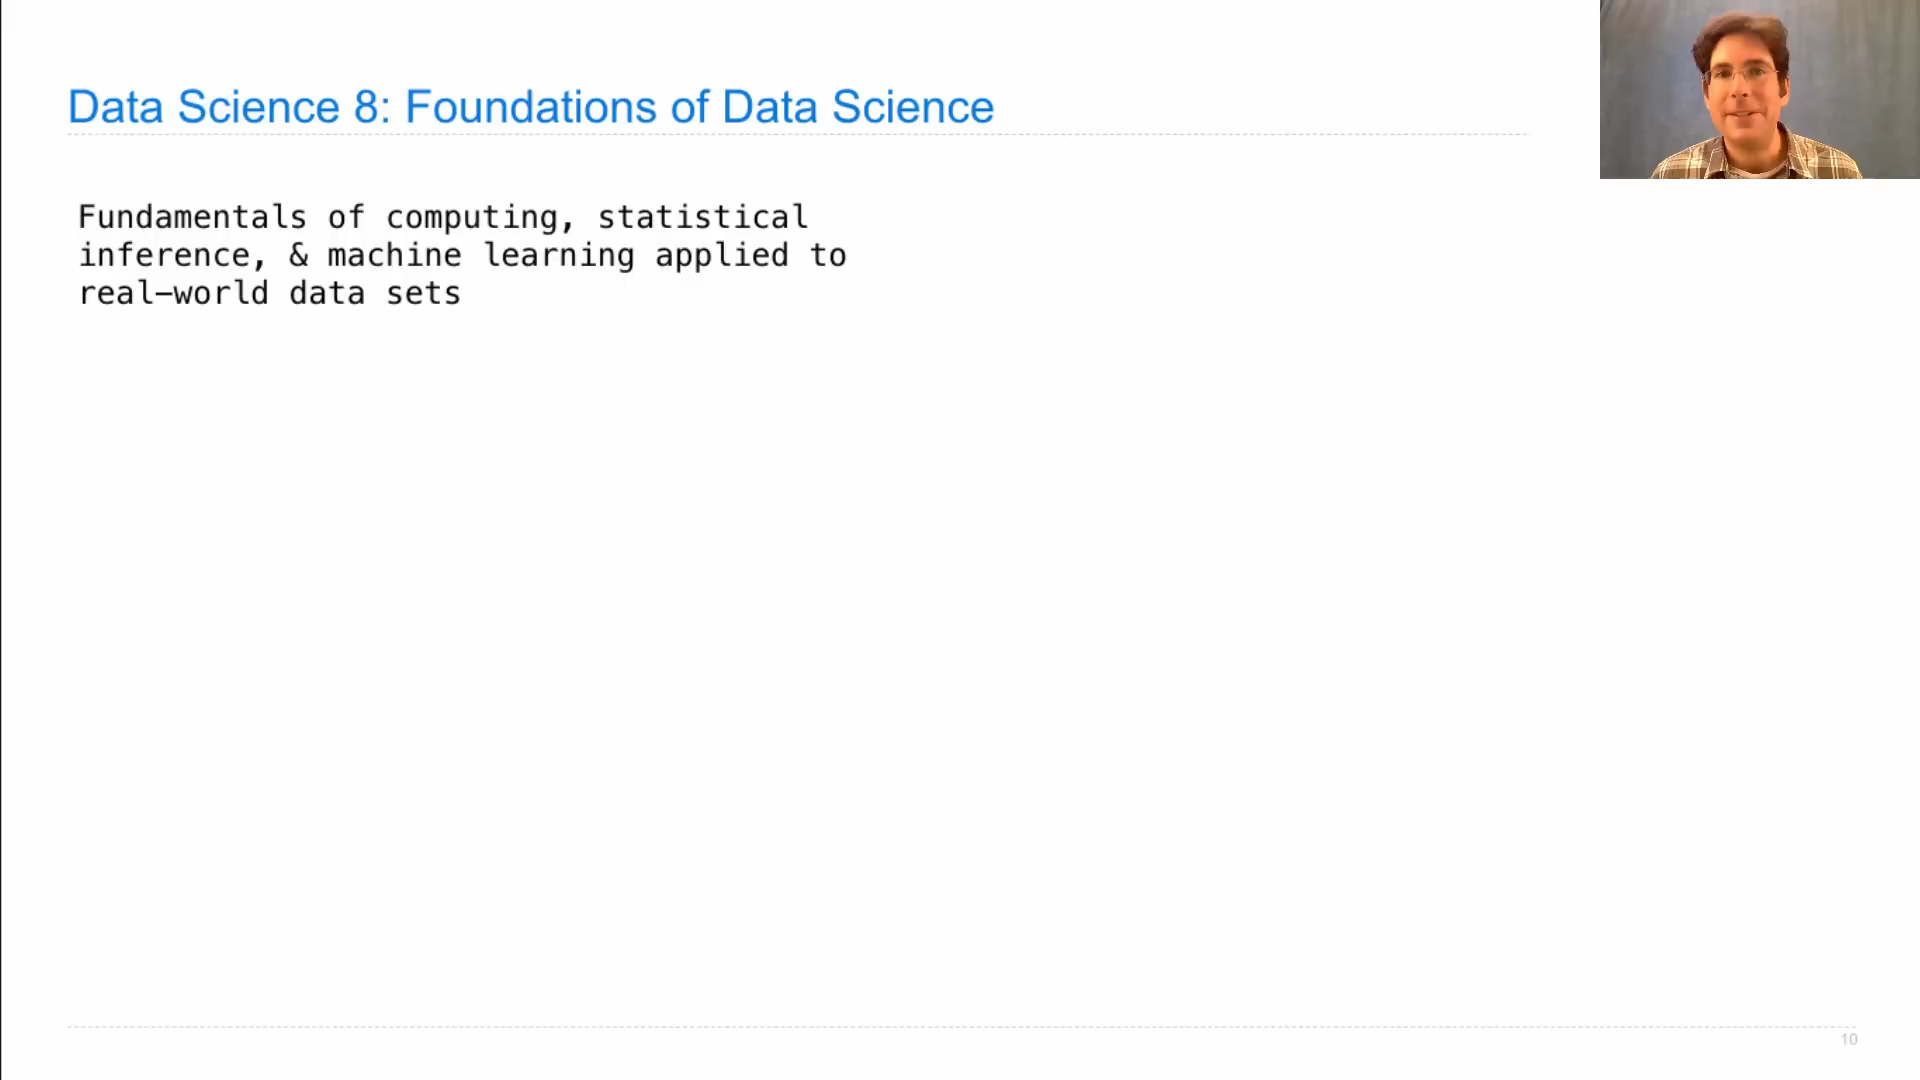 Data Science 8: Foundations of Data Science
Fundamentals of computing, statistical
inference, & machine learning applied to
real-world data sets
10